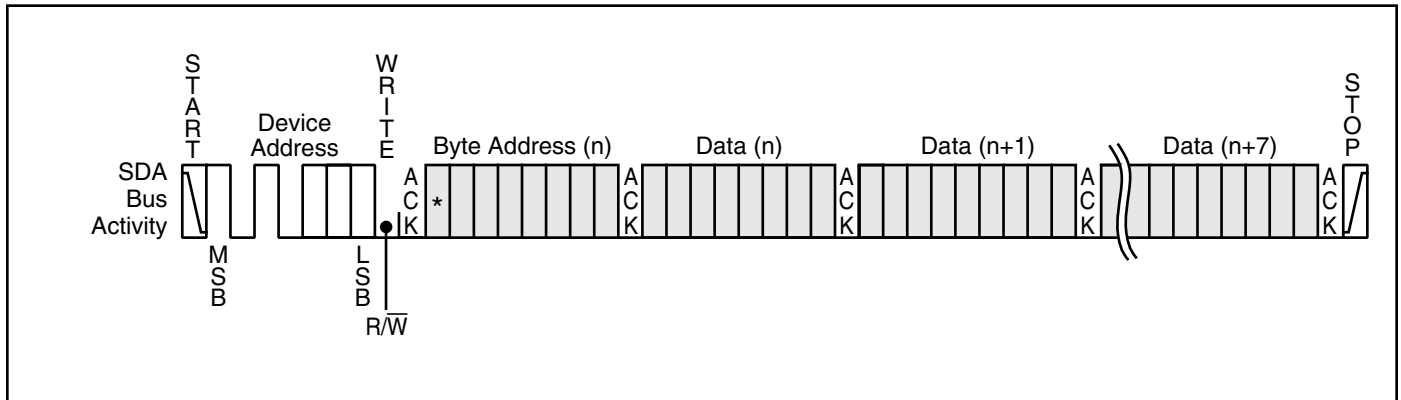 START
WRITE
STOP
Device
Address
Byte Address (n)
Data (n)
Data (n+1)
Data (n+7)
SDA
Bus
Activity
ACK
*
ACK
ACK
ACK
ACK
MSB
LSB
R/W̅